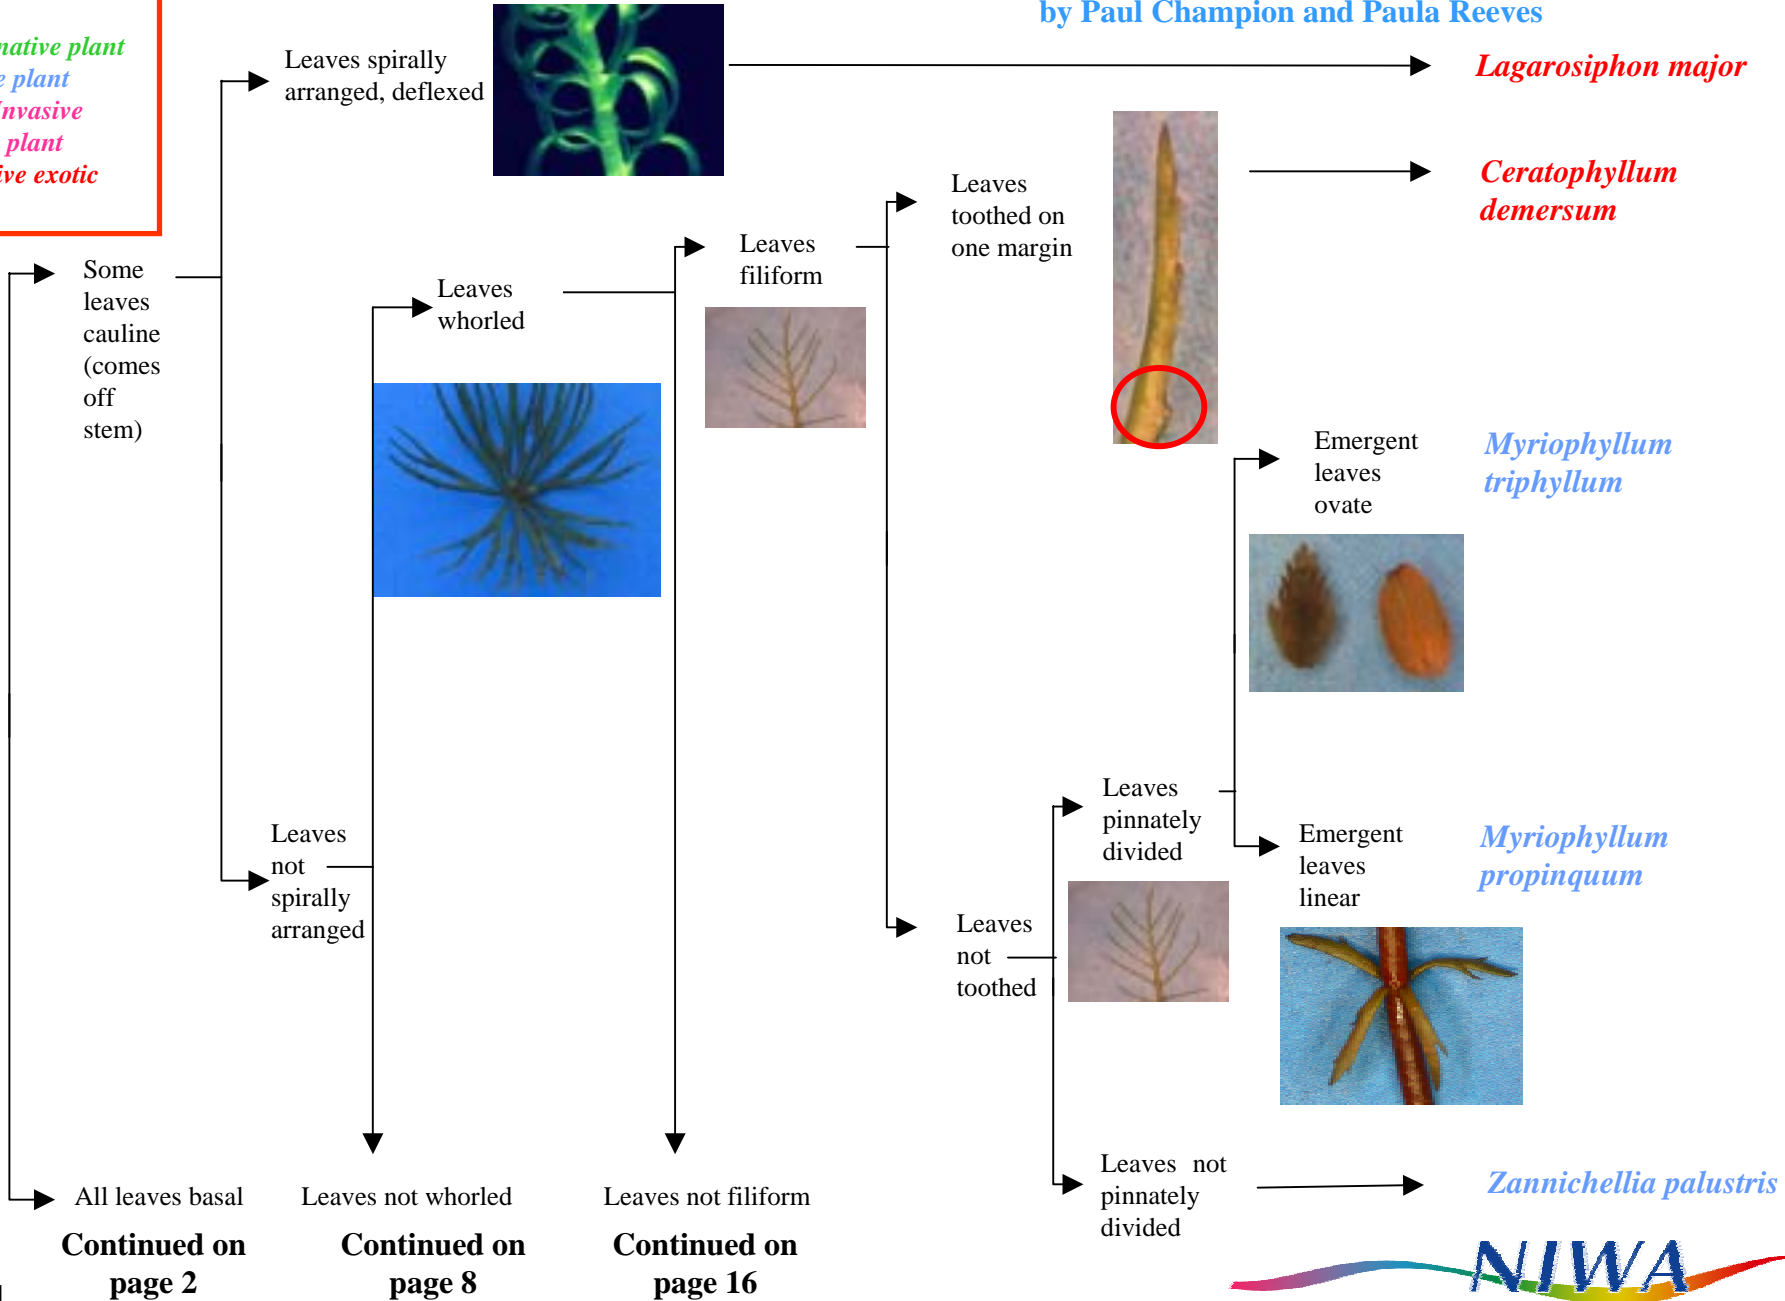 by Paul Champion and Paula Reeves
native plant
plant
Invasive
plant
exotic
Leaves spirally
arranged, deflexed
Lagarosiphon major
Leaves
toothed on
one margin
Ceratophyllum
demersum
Some
leaves
cauline
(comes
off
stem)
Leaves
whorled
Leaves
filiform
Emergent
leaves
ovate
Myriophyllum
triphyllum
Leaves
not
spirally
arranged
Leaves
not
toothed
Leaves
pinnately
divided
Emergent
leaves
linear
Myriophyllum
propinquum
Leaves not
pinnately
divided
Zannichellia palustris
All leaves basal
Continued on
page 2
Leaves not whorled
Continued on
page 8
Leaves not filiform
Continued on
page 16
NIWA